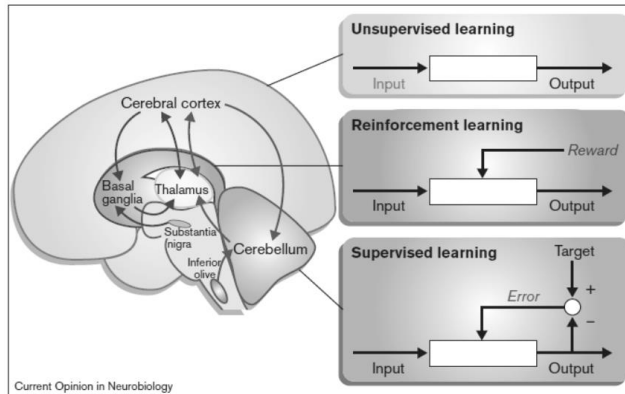 Unsupervised learning
Input
Output
Cerebral cortex
Reinforcement learning
Reward
Basal
ganglia
Thalamus
Input
Output
Substantia
nigra
Cerebellum
Inferior
olive
Supervised learning
Target
Error
+
−
Input
Output
Current Opinion in Neurobiology